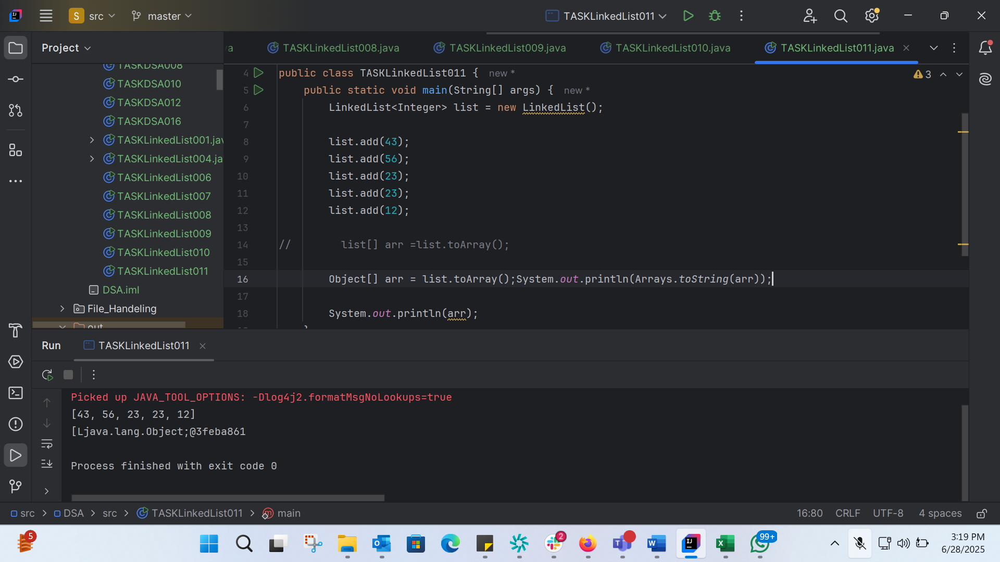 S src master TASKLinkedList011
Project
/a TASKLinkedList008.java TASKLinkedList009.java TASKLinkedList010.java TASKLinkedList011.java
TASKDSA008
TASKDSA010
TASKDSA012
TASKDSA016
TASKLinkedList001.jav
TASKLinkedList004.ja
TASKLinkedList006
TASKLinkedList007
TASKLinkedList008
TASKLinkedList009
TASKLinkedList010
TASKLinkedList011
DSA.iml
File_Handeling
out
3
4 public class TASKLinkedList011 { new *
5 public static void main(String[] args) { new *
6 LinkedList<Integer> list = new LinkedList();
7
8 list.add(43);
9 list.add(56);
10 list.add(23);
11 list.add(23);
12 list.add(12);
13
14 // list[] arr =list.toArray();
15
16 Object[] arr = list.toArray();System.out.println(Arrays.toString(arr));
17
18 System.out.println(arr);
}
Run TASKLinkedList011
Picked up JAVA_TOOL_OPTIONS: -Dlog4j2.formatMsgNoLookups=true
[43, 56, 23, 23, 12]
[Ljava.lang.Object;@3feba861
Process finished with exit code 0
src > DSA > src > TASKLinkedList011 > main
16:80 CRLF UTF-8 4 spaces
5
2
99+
3:19 PM
6/28/2025